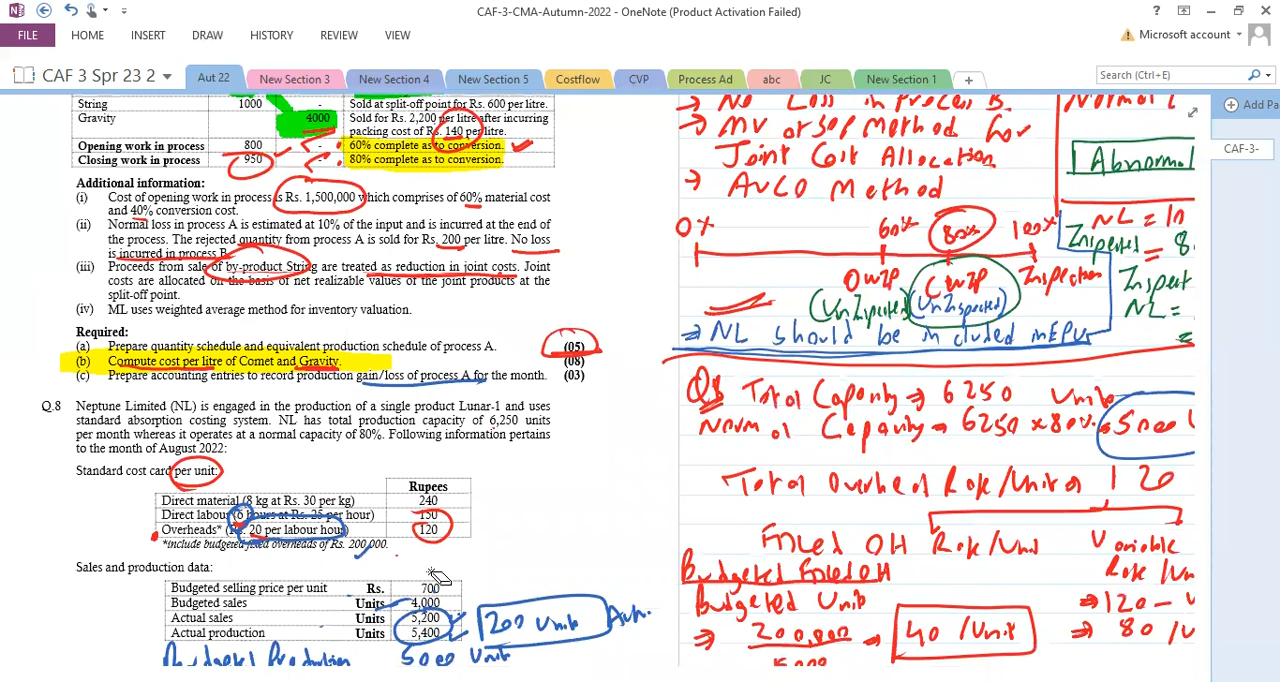 CAF-3-CMA-Autumn-2022 - OneNote (Product Activation Failed)
FILE HOME INSERT DRAW HISTORY REVIEW VIEW
Microsoft account
CAF 3 Spr 23 2 Aut 22 New Section 3 New Section 4 New Section 5 Costflow CVP Process Ad abc JC New Section 1 Search (Ctrl+E)
Add Pa
CAF-3-
String 1000 - Sold at split-off point for Rs. 600 per litre.
Gravity 4000 Sold for Rs. 2,200 per litre after incurring
packing cost of Rs. 140 per litre.
Opening work in process 800 - 60% complete as to conversion.
Closing work in process 950 - 80% complete as to conversion.
Additional information:
(i) Cost of opening work in process is Rs. 1,500,000 which comprises of 60% material cost
and 40% conversion cost.
(ii) Normal loss in process A is estimated at 10% of the input and is incurred at the end of
the process. The rejected quantity from process A is sold for Rs. 200 per litre. No loss
is incurred in process B.
(iii) Proceeds from sale of by-product String are treated as reduction in joint costs. Joint
costs are allocated on the basis of net realizable values of the joint products at the
split-off point.
(iv) ML uses weighted average method for inventory valuation.
Required:
(a) Prepare quantity schedule and equivalent production schedule of process A. (05)
(b) Compute cost per litre of Comet and Gravity. (08)
(c) Prepare accounting entries to record production gain/loss of process A for the month. (03)
Q.8 Neptune Limited (NL) is engaged in the production of a single product Lunar-1 and uses
standard absorption costing system. NL has total production capacity of 6,250 units
per month whereas it operates at a normal capacity of 80%. Following information pertains
to the month of August 2022:
Standard cost card per unit:
Rupees
Direct material (8 kg at Rs. 30 per kg) 240
Direct labour (6 hours at Rs. 25 per hour) 150
Overheads* (Rs. 20 per labour hour) 120
*include budgeted fixed overheads of Rs. 200,000.
Sales and production data:
Budgeted selling price per unit Rs. 700
Budgeted sales Units 4,000
Actual sales Units 5,200
Actual production Units 5,400
200 Unit
Budgeted Production 5000 Unit
→ No Loss in Process B.
→ MV or SOP Method for
Joint Cost Allocation
→ AVCO Method
0% 60% 80% 100%
OWIP CWIP Inspection
(UnInspected) (UnInspected)
→ NL should be included in EPUs
Normal L
Abnormal
NL = 10
Inspected = 8
Inspect
NL =
Q8 Total Capacity → 6250 Units
Normal Capacity → 6250 x 80% = 5000 U
Total Overhead Rate/Unit → 120
Fixed OH Rate/Unit Variable
Rate/Un
Budgeted Fixed OH
Budgeted Unit → 120 -
→ 200,000 → 40 /Unit → 80 /U
5000